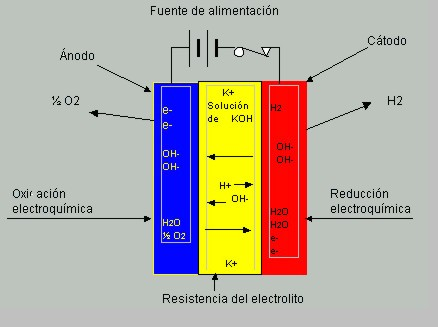 Fuente de alimentación
Ánodo
Cátodo
½ O2
H2
e-
e-
OH-
OH-
H2O
½ O2
K+
Solución
de KOH
H+
OH-
K+
H2
OH-
OH-
H2O
H2O
e-
e-
Oxidación
electroquímica
Reducción
electroquímica
Resistencia del electrolito